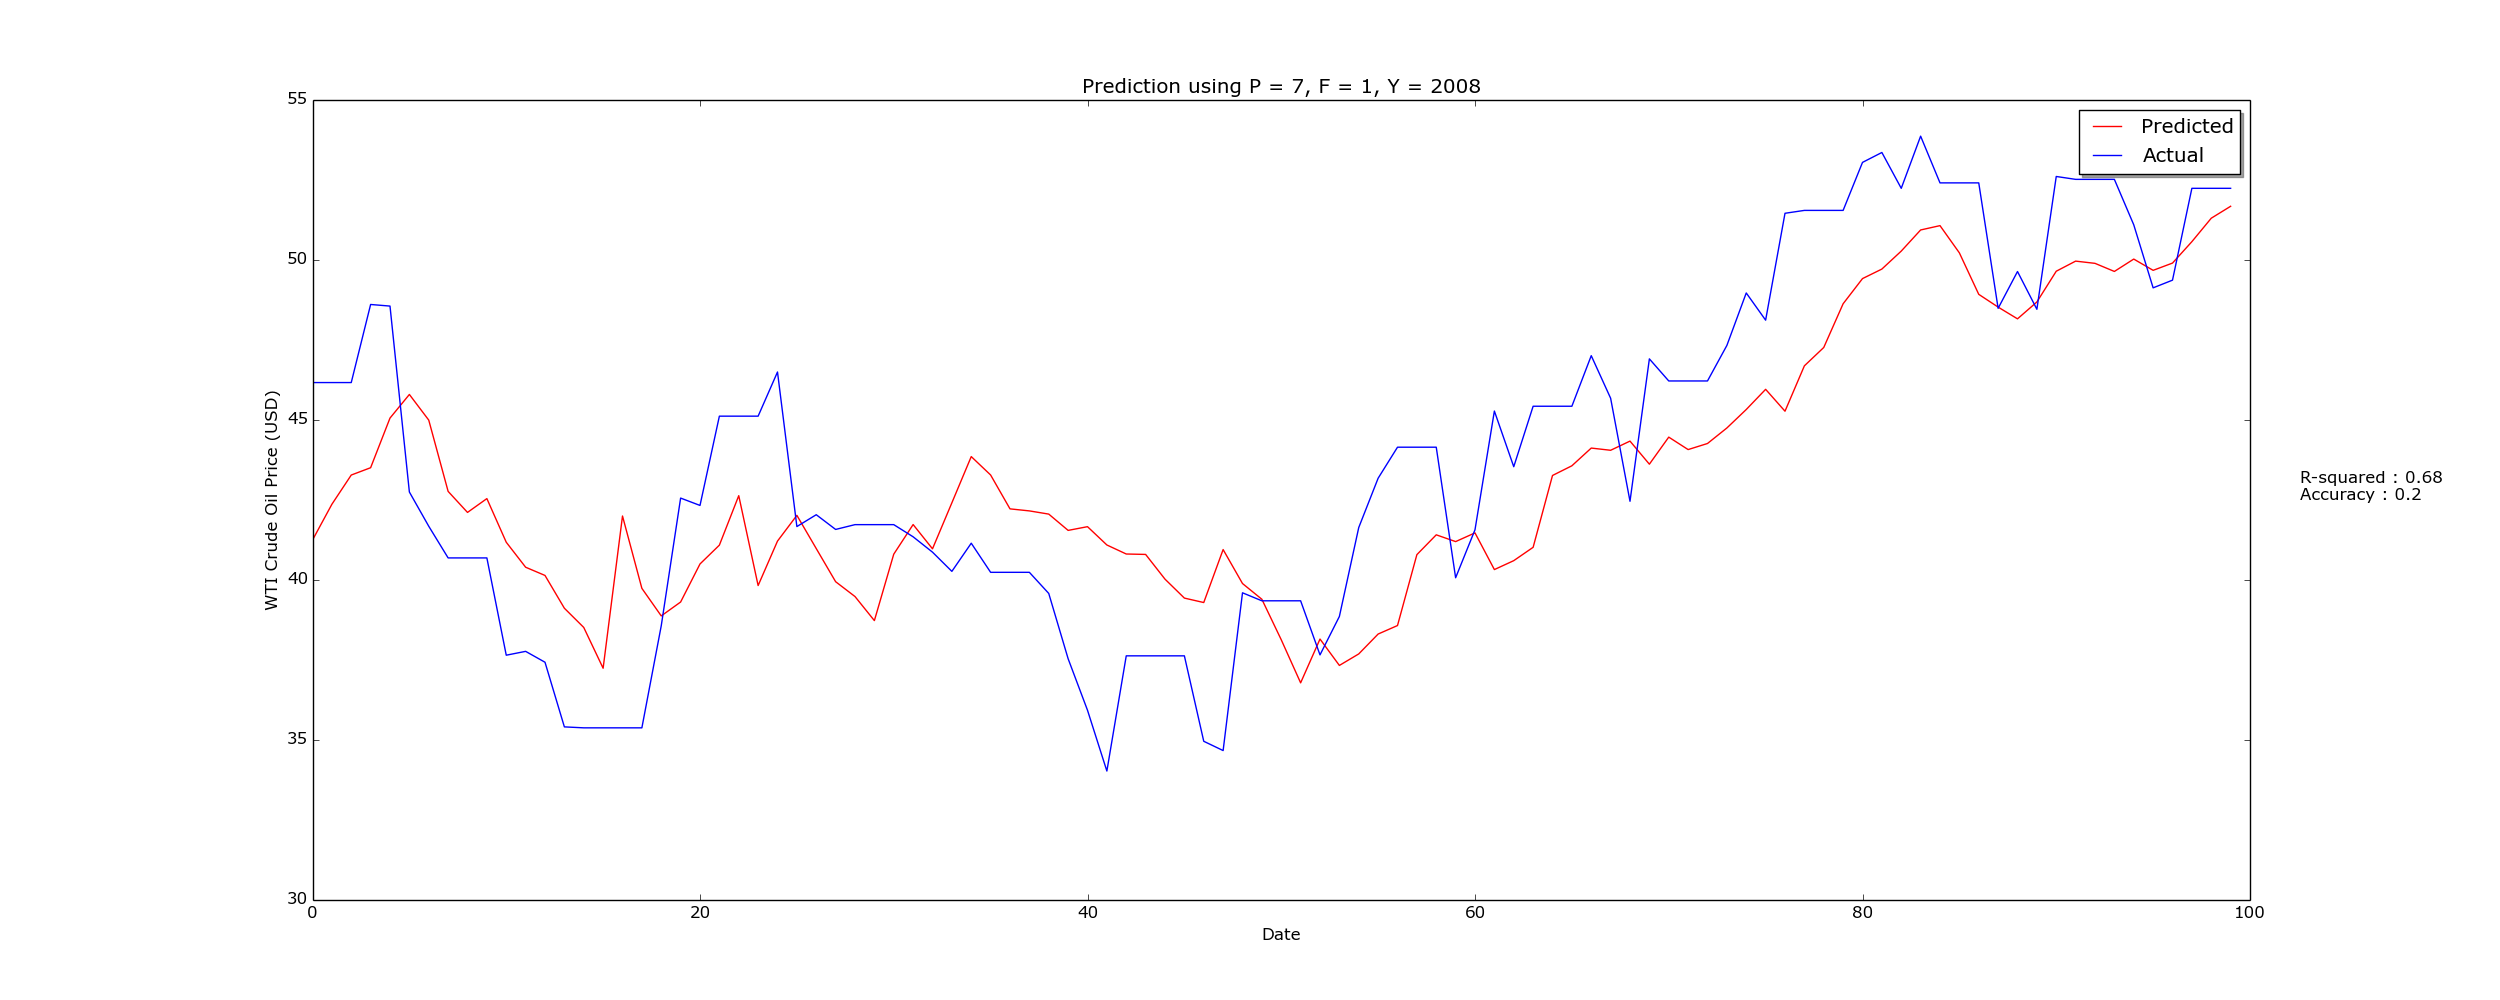 Prediction using P = 7, F = 1, Y = 2008
55
50
45
40
35
30
WTI Crude Oil Price (USD)
0
20
40
60
80
100
Date
Predicted
Actual
R-squared : 0.68
Accuracy : 0.2